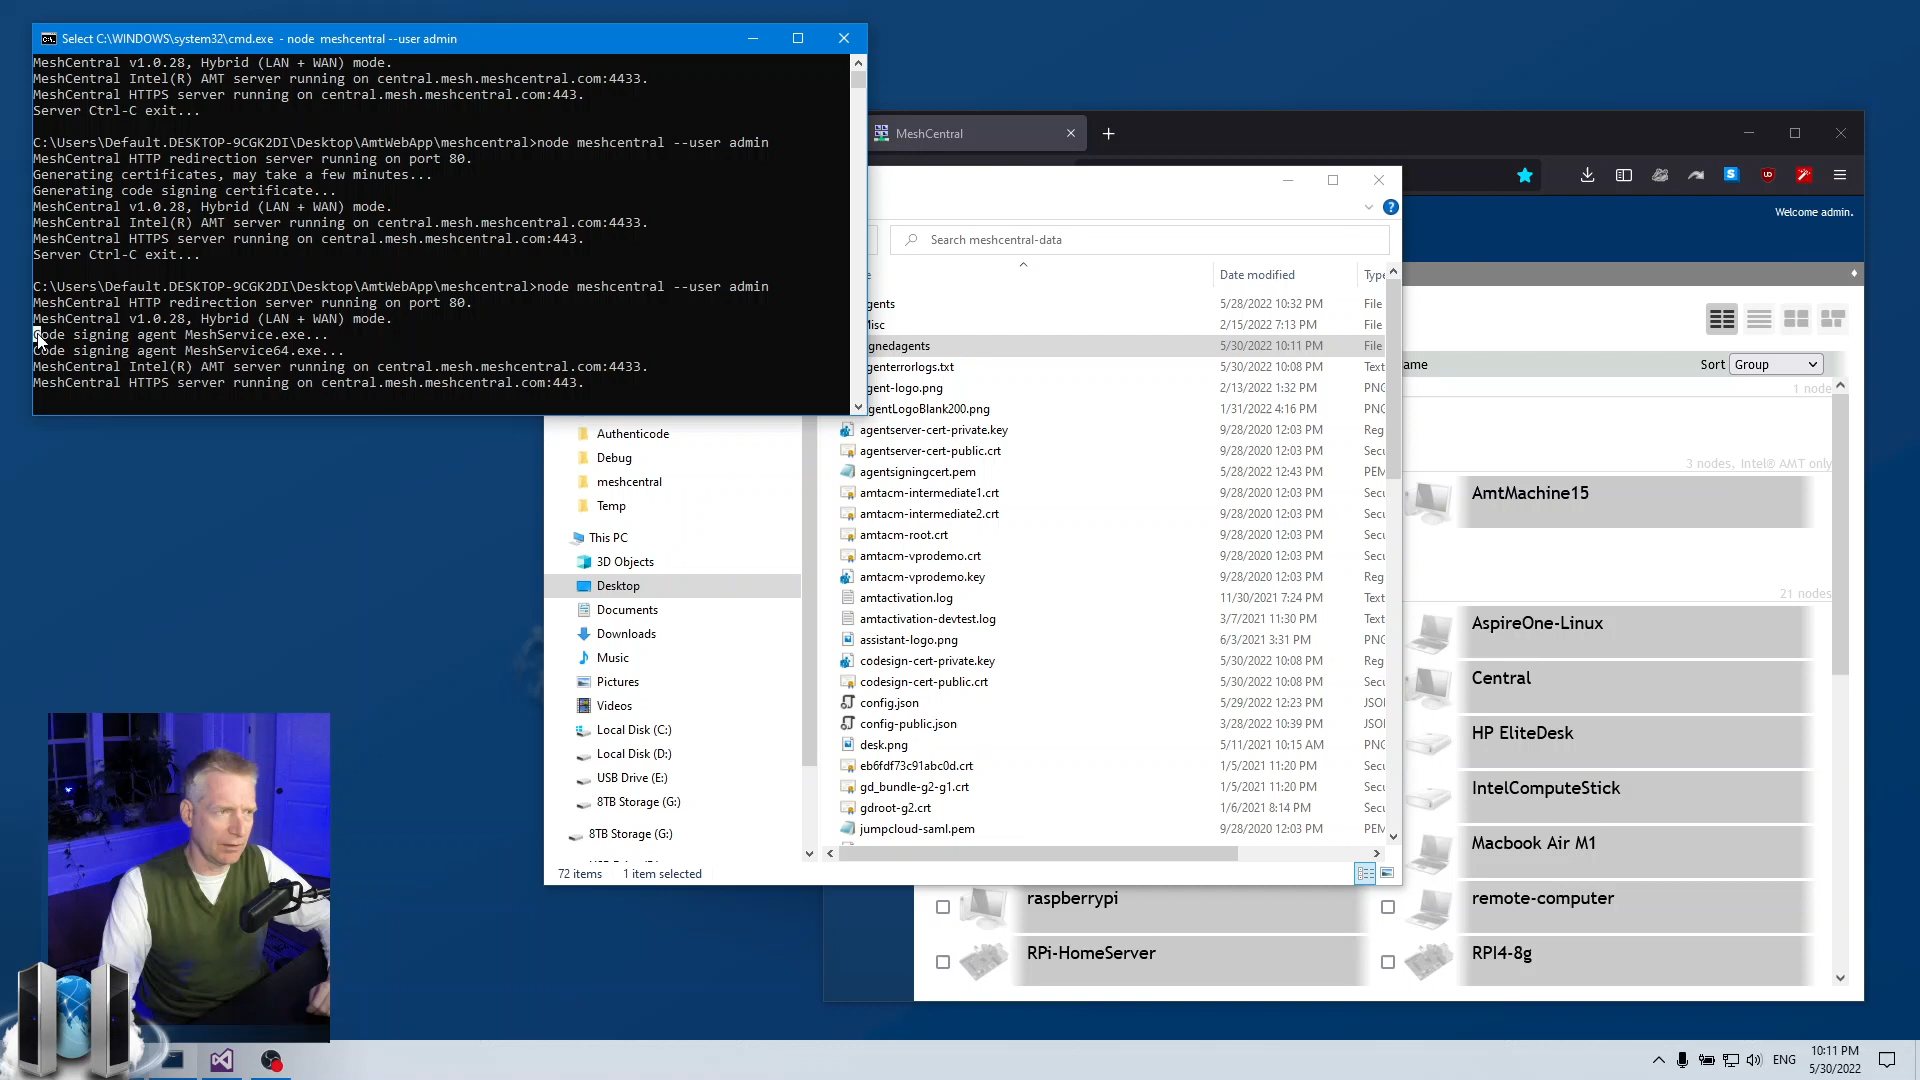 Select C:\WINDOWS\system32\cmd.exe - node meshcentral --user admin
MeshCentral v1.0.28, Hybrid (LAN + WAN) mode.
MeshCentral Intel(R) AMT server running on central.mesh.meshcentral.com:4433.
MeshCentral HTTPS server running on central.mesh.meshcentral.com:443.
Server Ctrl-C exit...
C:\Users\Default.DESKTOP-9CGK2DI\Desktop\AmtWebApp\meshcentral>node meshcentral --user admin
MeshCentral HTTP redirection server running on port 80.
Generating certificates, may take a few minutes...
Generating code signing certificate...
MeshCentral v1.0.28, Hybrid (LAN + WAN) mode.
MeshCentral Intel(R) AMT server running on central.mesh.meshcentral.com:4433.
MeshCentral HTTPS server running on central.mesh.meshcentral.com:443.
Server Ctrl-C exit...
C:\Users\Default.DESKTOP-9CGK2DI\Desktop\AmtWebApp\meshcentral>node meshcentral --user admin
MeshCentral HTTP redirection server running on port 80.
MeshCentral v1.0.28, Hybrid (LAN + WAN) mode.
Code signing agent MeshService.exe...
Code signing agent MeshService64.exe...
MeshCentral Intel(R) AMT server running on central.mesh.meshcentral.com:4433.
MeshCentral HTTPS server running on central.mesh.meshcentral.com:443.
MeshCentral
Welcome admin.
Search meshcentral-data
e Date modified Type
gents 5/28/2022 10:32 PM File
isc 2/15/2022 7:13 PM File
gnedagents 5/30/2022 10:11 PM File
genterrorlogs.txt 5/30/2022 10:08 PM Text
gent-logo.png 2/13/2022 1:32 PM PNG
gentLogoBlank200.png 1/31/2022 4:16 PM PNG
agentserver-cert-private.key 9/28/2020 12:03 PM Reg
agentserver-cert-public.crt 9/28/2020 12:03 PM Secu
agentsigningcert.pem 5/28/2022 12:43 PM PEM
amtacm-intermediate1.crt 9/28/2020 12:03 PM Secu
amtacm-intermediate2.crt 9/28/2020 12:03 PM Secu
amtacm-root.crt 9/28/2020 12:03 PM Secu
amtacm-vprodemo.crt 9/28/2020 12:03 PM Secu
amtacm-vprodemo.key 9/28/2020 12:03 PM Reg
amtactivation.log 11/30/2021 7:24 PM Text
amtactivation-devtest.log 3/7/2021 11:30 PM Text
assistant-logo.png 6/3/2021 3:31 PM PNG
codesign-cert-private.key 5/30/2022 10:08 PM Reg
codesign-cert-public.crt 5/30/2022 10:08 PM Secu
config.json 5/29/2022 12:23 PM JSO
config-public.json 3/28/2022 10:39 PM JSO
desk.png 5/11/2021 10:15 AM PNG
eb6fdf73c91abc0d.crt 1/5/2021 11:20 PM Secu
gd_bundle-g2-g1.crt 1/5/2021 11:20 PM Secu
gdroot-g2.crt 1/6/2021 8:14 PM Secu
jumpcloud-saml.pem 9/28/2020 12:03 PM PEM
Authenticode
Debug
meshcentral
Temp
This PC
3D Objects
Desktop
Documents
Downloads
Music
Pictures
Videos
Local Disk (C:)
Local Disk (D:)
USB Drive (E:)
8TB Storage (G:)
8TB Storage (G:)
72 items 1 item selected
ame
Sort Group
1 node
3 nodes, Intel® AMT only
AmtMachine15
21 nodes
AspireOne-Linux
Central
HP EliteDesk
IntelComputeStick
Macbook Air M1
raspberrypi
remote-computer
RPi-HomeServer
RPI4-8g
ENG
10:11 PM
5/30/2022